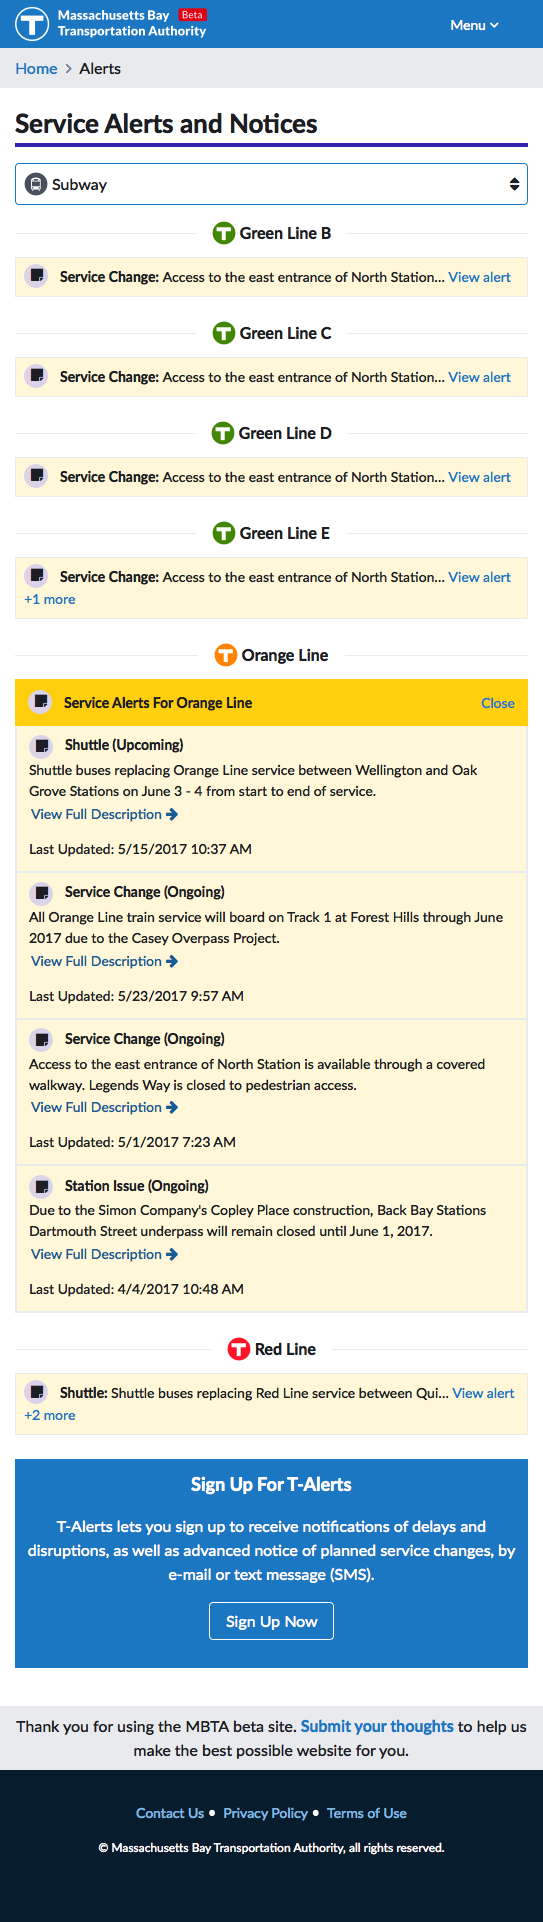 Massachusetts Bay Beta
Transportation Authority
Menu
Home > Alerts
Service Alerts and Notices
Subway
T Green Line B
Service Change: Access to the east entrance of North Station... View alert
T Green Line C
Service Change: Access to the east entrance of North Station... View alert
T Green Line D
Service Change: Access to the east entrance of North Station... View alert
T Green Line E
Service Change: Access to the east entrance of North Station... View alert
+1 more
T Orange Line
Service Alerts For Orange Line Close
Shuttle (Upcoming)
Shuttle buses replacing Orange Line service between Wellington and Oak
Grove Stations on June 3 - 4 from start to end of service.
View Full Description →
Last Updated: 5/15/2017 10:37 AM
Service Change (Ongoing)
All Orange Line train service will board on Track 1 at Forest Hills through June
2017 due to the Casey Overpass Project.
View Full Description →
Last Updated: 5/23/2017 9:57 AM
Service Change (Ongoing)
Access to the east entrance of North Station is available through a covered
walkway. Legends Way is closed to pedestrian access.
View Full Description →
Last Updated: 5/1/2017 7:23 AM
Station Issue (Ongoing)
Due to the Simon Company's Copley Place construction, Back Bay Stations
Dartmouth Street underpass will remain closed until June 1, 2017.
View Full Description →
Last Updated: 4/4/2017 10:48 AM
T Red Line
Shuttle: Shuttle buses replacing Red Line service between Qui... View alert
+2 more
Sign Up For T-Alerts
T-Alerts lets you sign up to receive notifications of delays and
disruptions, as well as advanced notice of planned service changes, by
e-mail or text message (SMS).
Sign Up Now
Thank you for using the MBTA beta site. Submit your thoughts to help us
make the best possible website for you.
Contact Us • Privacy Policy • Terms of Use
© Massachusetts Bay Transportation Authority, all rights reserved.